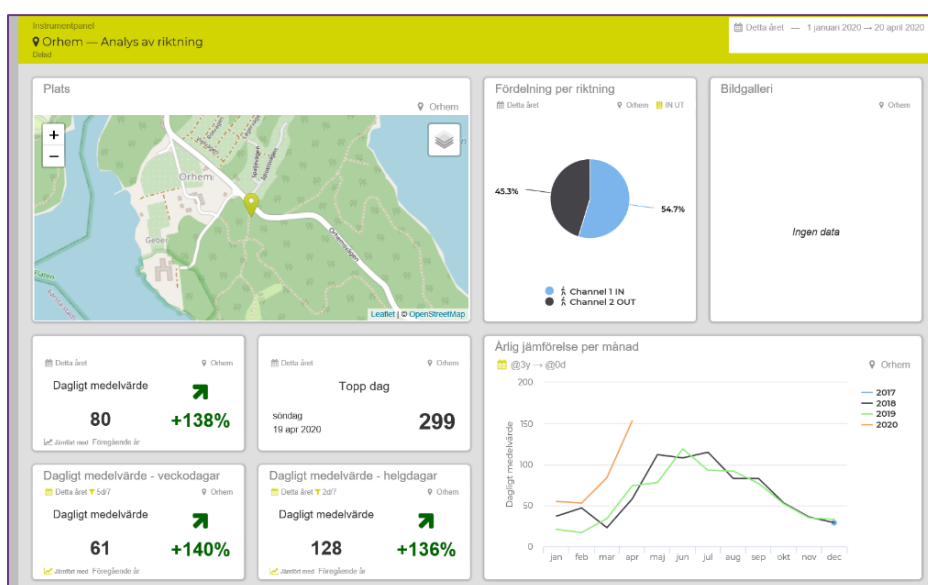 Instrumentpanel
Orhem — Analys av riktning
Delad
Detta året — 1 januari 2020 → 20 april 2020
Plats
Orhem
+
−
Orhem
Geber
Orhemsvägen
Flaten
Leaflet | © OpenStreetMap
Fördelning per riktning
Detta året Orhem IN UT
45.3%
54.7%
Channel 1 IN
Channel 2 OUT
Bildgalleri
Orhem
Ingen data
Detta året Orhem
Dagligt medelvärde
80 +138%
Jämfört med Föregående år
Detta året Orhem
Topp dag
söndag
19 apr 2020
299
Årlig jämförelse per månad
@3y → @0d Orhem
Dagligt medelvärde
200
150
100
50
0
jan feb mar apr maj jun jul aug sep okt nov dec
2017
2018
2019
2020
Dagligt medelvärde - veckodagar
Detta året 5d/7 Orhem
Dagligt medelvärde
61 +140%
Jämfört med Föregående år
Dagligt medelvärde - helgdagar
Detta året 2d/7 Orhem
Dagligt medelvärde
128 +136%
Jämfört med Föregående år